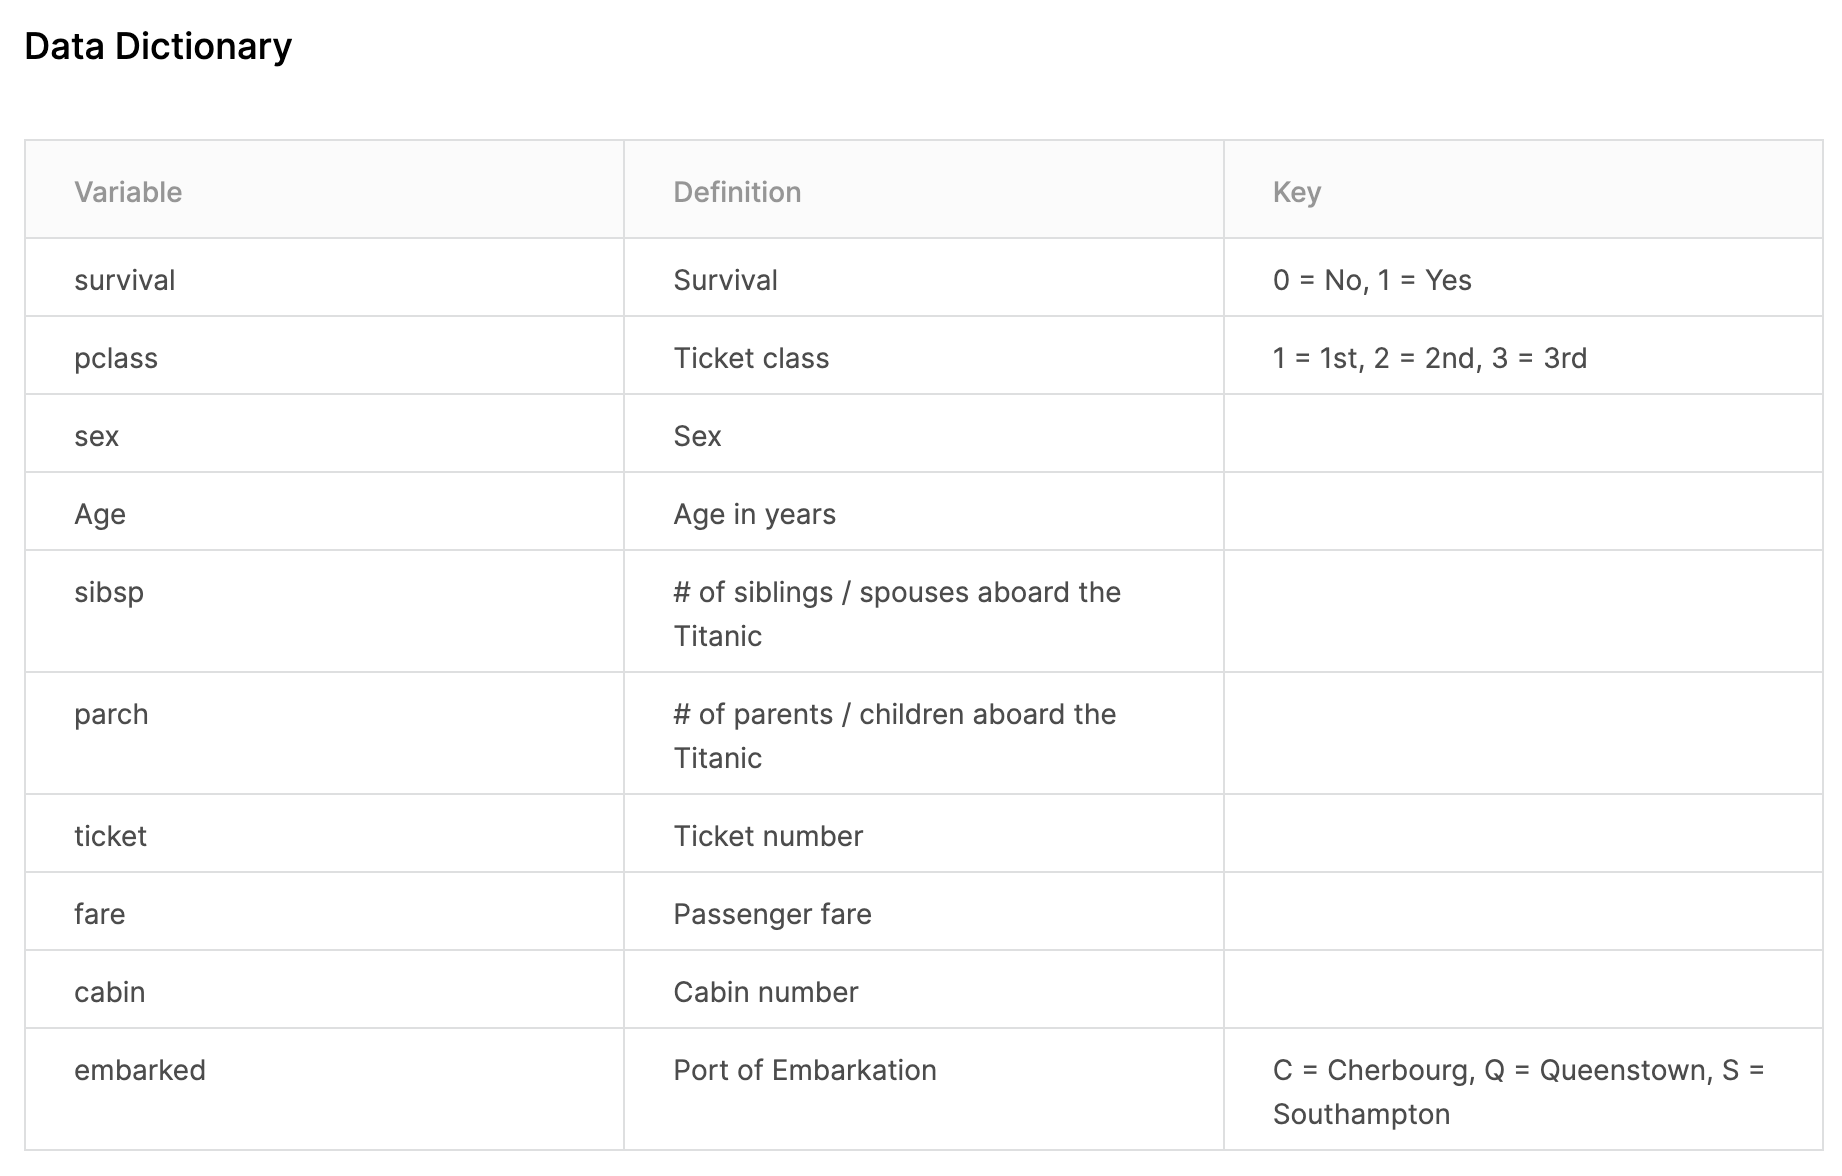 Data Dictionary
Variable Definition Key
survival Survival 0 = No, 1 = Yes
pclass Ticket class 1 = 1st, 2 = 2nd, 3 = 3rd
sex Sex
Age Age in years
sibsp # of siblings / spouses aboard the
Titanic
parch # of parents / children aboard the
Titanic
ticket Ticket number
fare Passenger fare
cabin Cabin number
embarked Port of Embarkation C = Cherbourg, Q = Queenstown, S =
Southampton